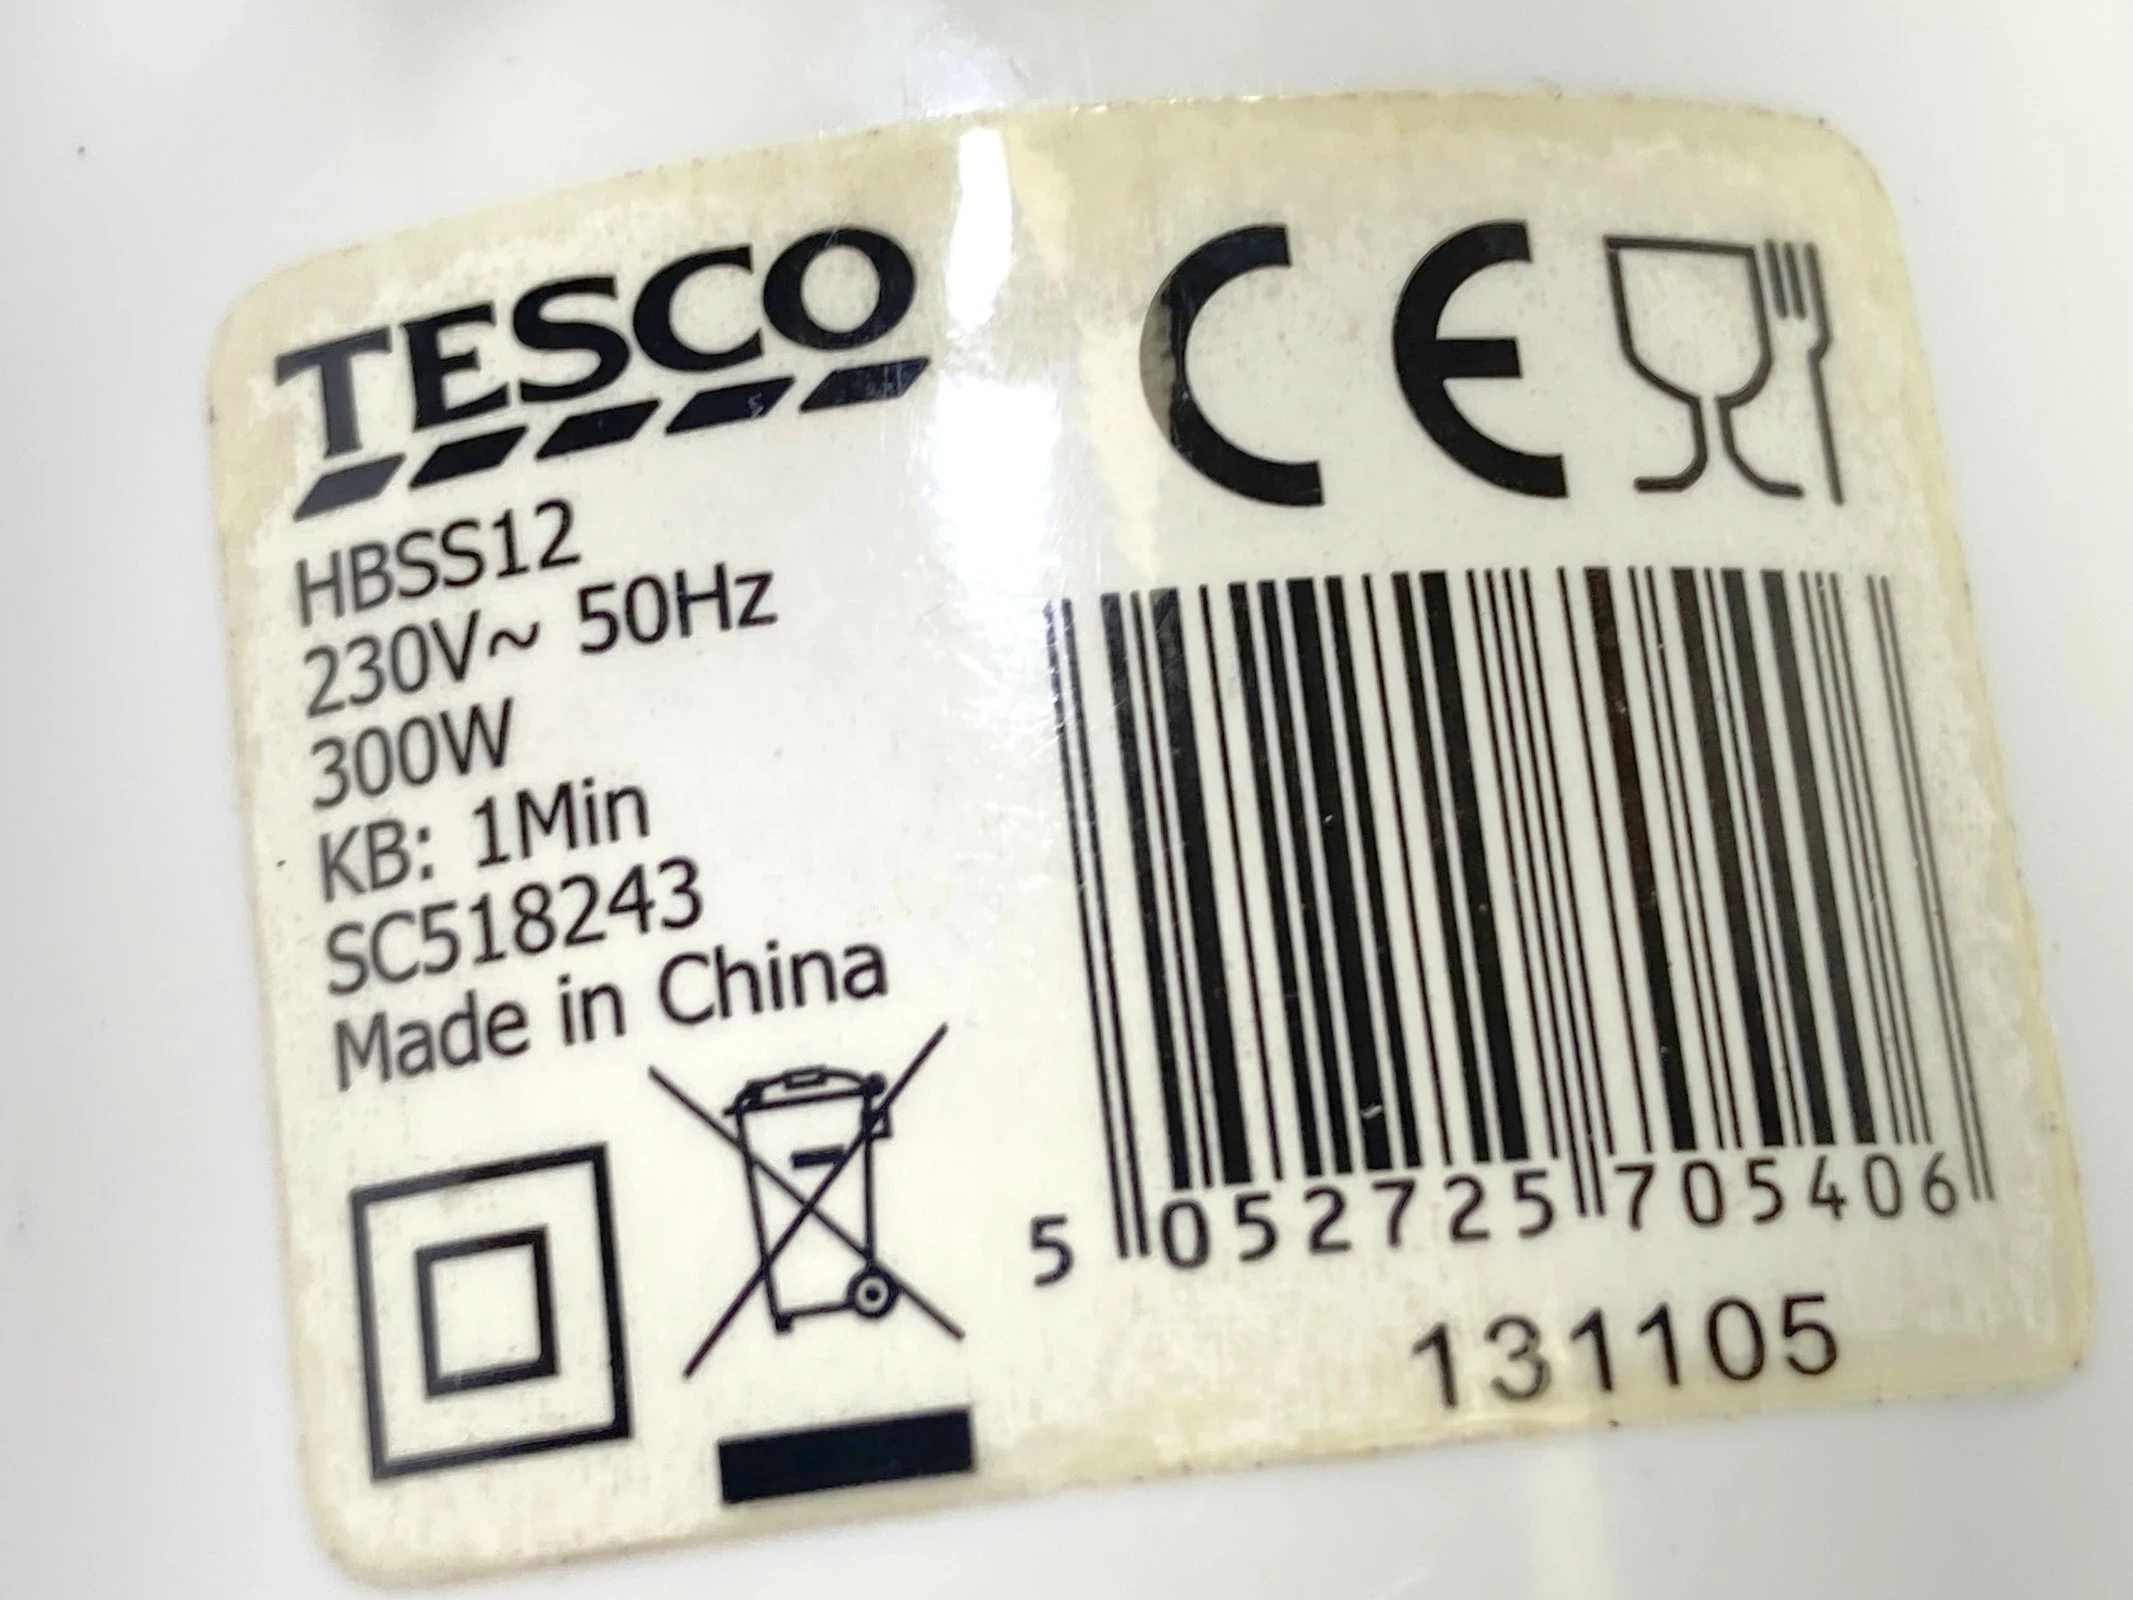 TESCO
HBSS12
230V~ 50Hz
300W
KB: 1Min
SC518243
Made in China
CE
5 052725 705406
131105